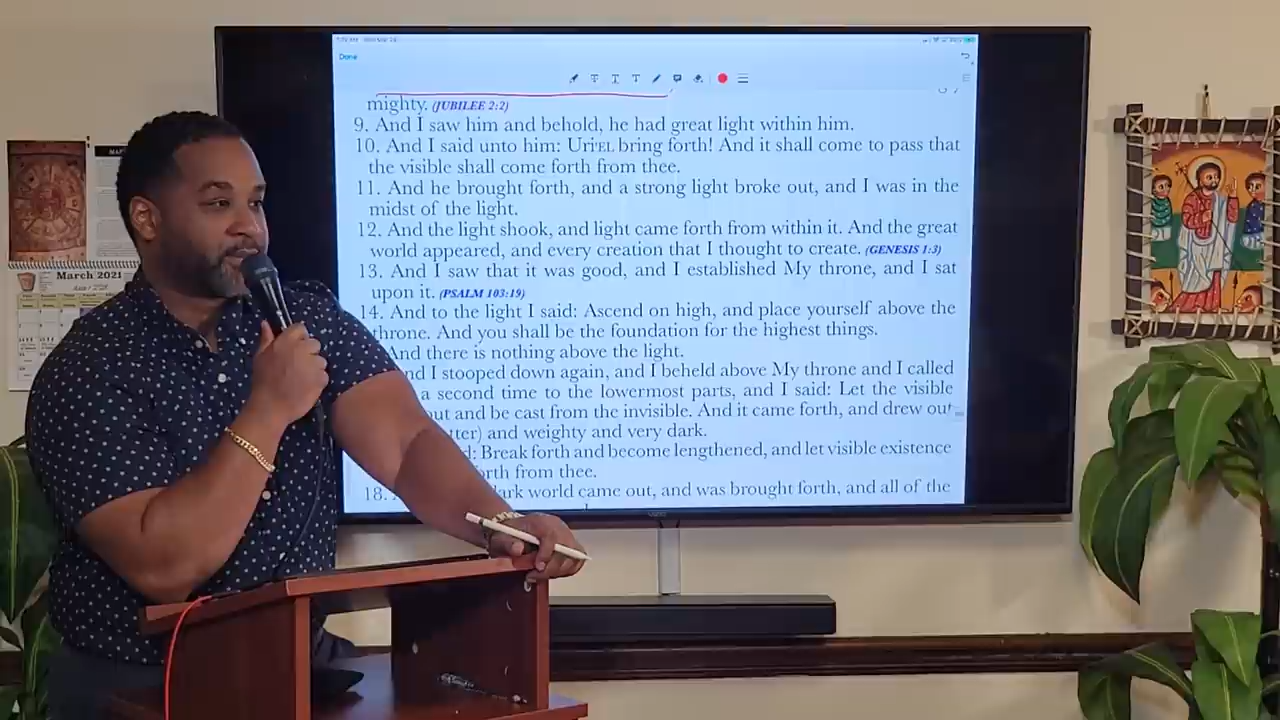 Done
mighty. (JUBILEE 2:2)
9. And I saw him and behold, he had great light within him.
10. And I said unto him: Uri'EL bring forth! And it shall come to pass that
the visible shall come forth from thee.
11. And he brought forth, and a strong light broke out, and I was in the
midst of the light.
12. And the light shook, and light came forth from within it. And the great
world appeared, and every creation that I thought to create. (GENESIS 1:3)
13. And I saw that it was good, and I established My throne, and I sat
upon it. (PSALM 103:19)
14. And to the light I said: Ascend on high, and place yourself above the
throne. And you shall be the foundation for the highest things.
And there is nothing above the light.
nd I stooped down again, and I beheld above My throne and I called
a second time to the lowermost parts, and I said: Let the visible
out and be cast from the invisible. And it came forth, and drew out
tter) and weighty and very dark.
d: Break forth and become lengthened, and let visible existence
orth from thee.
18. ark world came out, and was brought forth, and all of the
March 2021